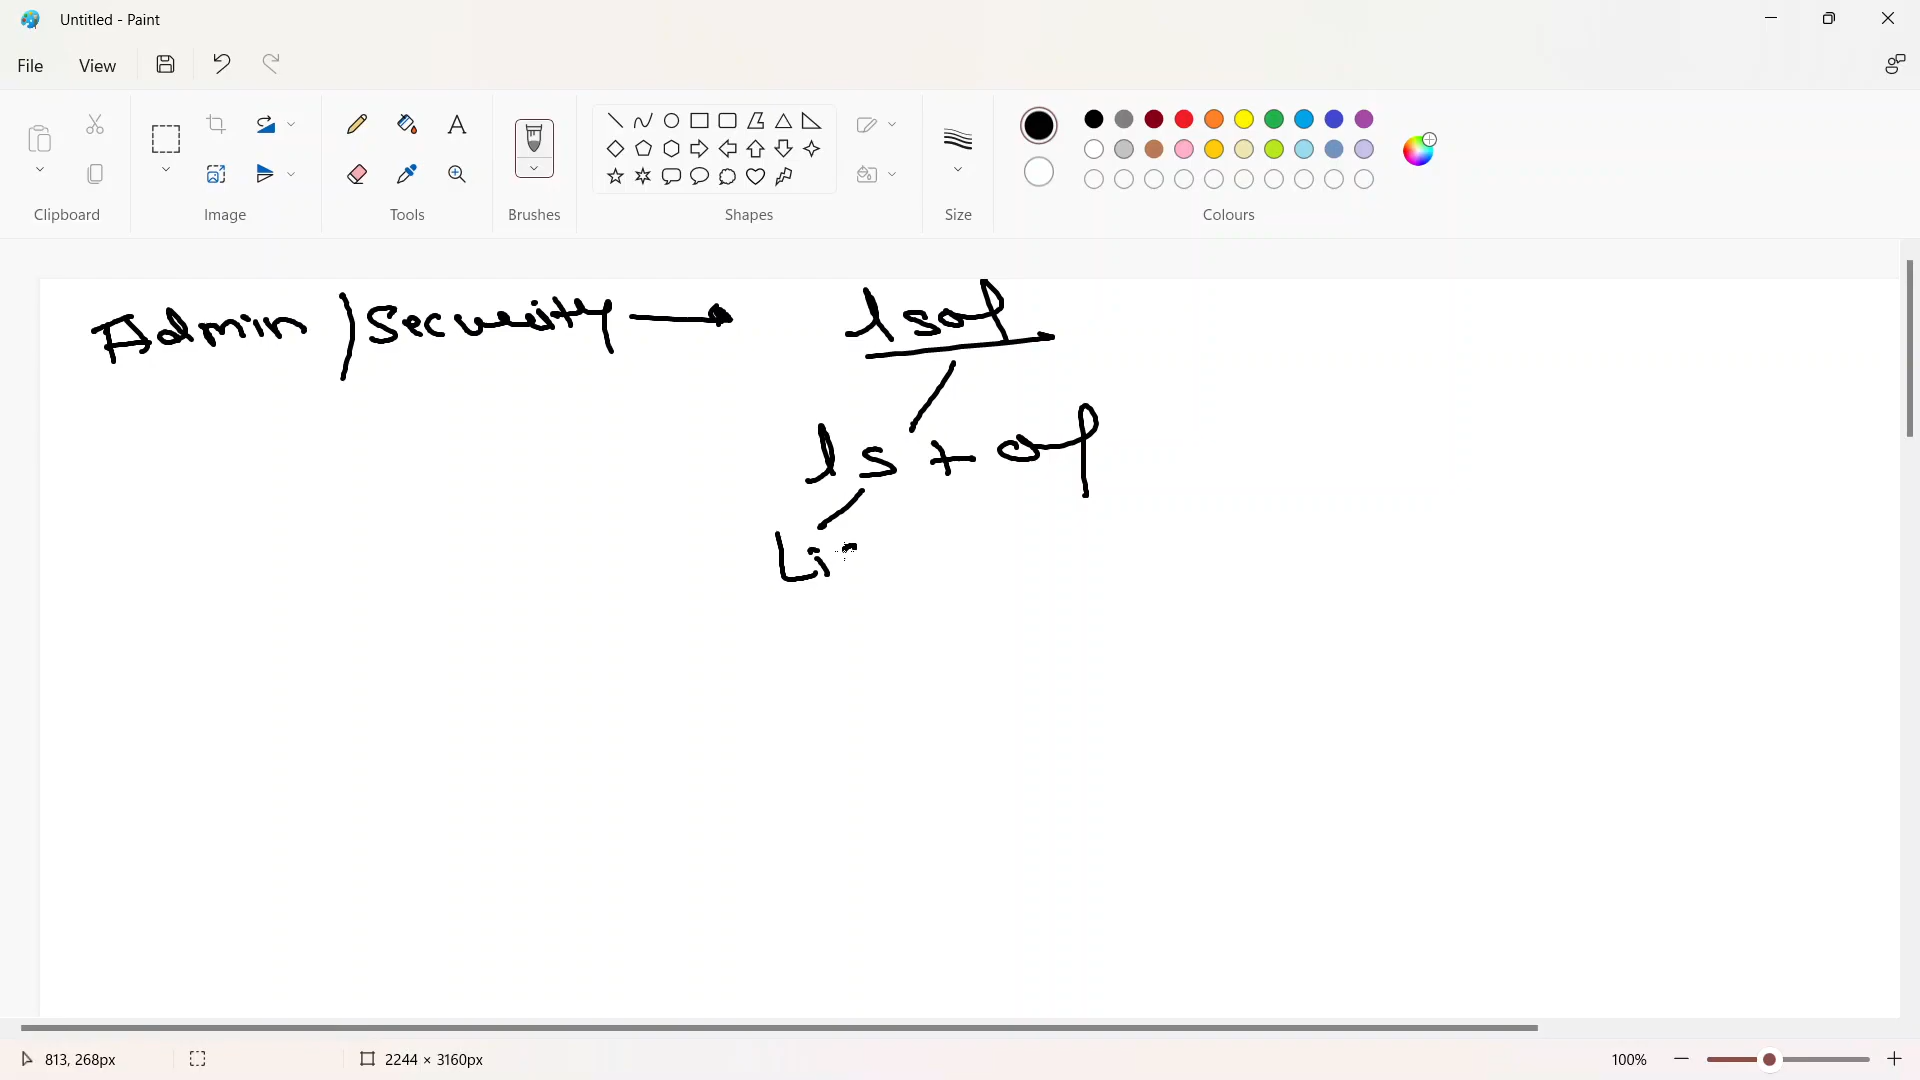 Untitled - Paint
File View
Clipboard Image Tools Brushes Shapes Size Colours
Admin / Security → lsof
ls + of
Lis
813, 268px 2244 × 3160px 100%